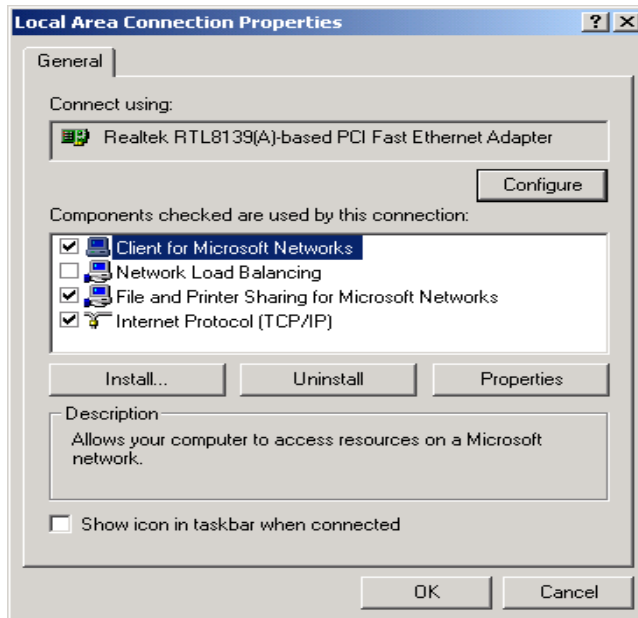 Local Area Connection Properties
General
Connect using:
Realtek RTL8139(A)-based PCI Fast Ethernet Adapter
Configure
Components checked are used by this connection:
Client for Microsoft Networks
Network Load Balancing
File and Printer Sharing for Microsoft Networks
Internet Protocol (TCP/IP)
Install... Uninstall Properties
Description
Allows your computer to access resources on a Microsoft
network.
Show icon in taskbar when connected
OK Cancel